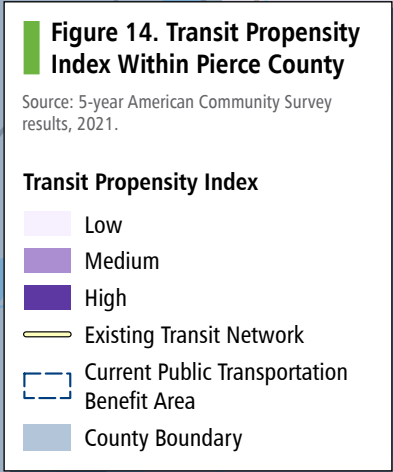 Figure 14. Transit Propensity
Index Within Pierce County
Source: 5-year American Community Survey
results, 2021.
Transit Propensity Index
Low
Medium
High
Existing Transit Network
Current Public Transportation
Benefit Area
County Boundary